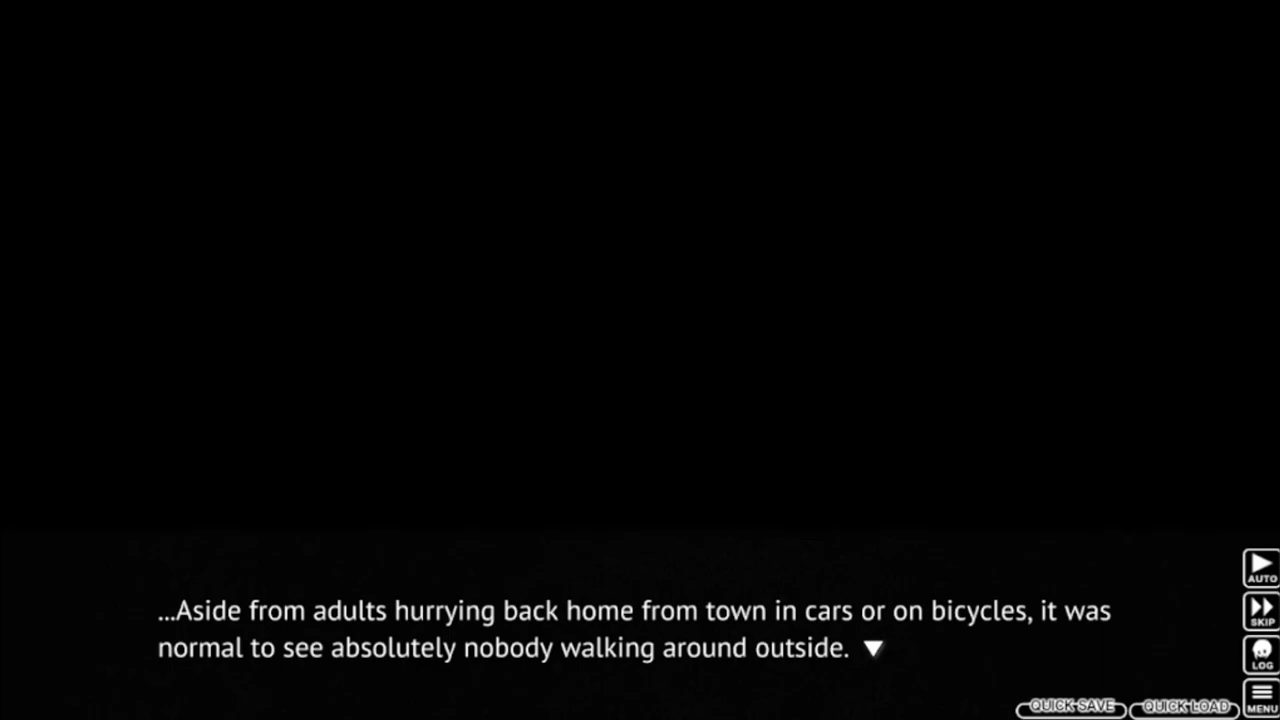 ...Aside from adults hurrying back home from town in cars or on bicycles, it was
normal to see absolutely nobody walking around outside.
AUTO
SKIP
LOG
MENU
QUICK SAVE QUICK LOAD